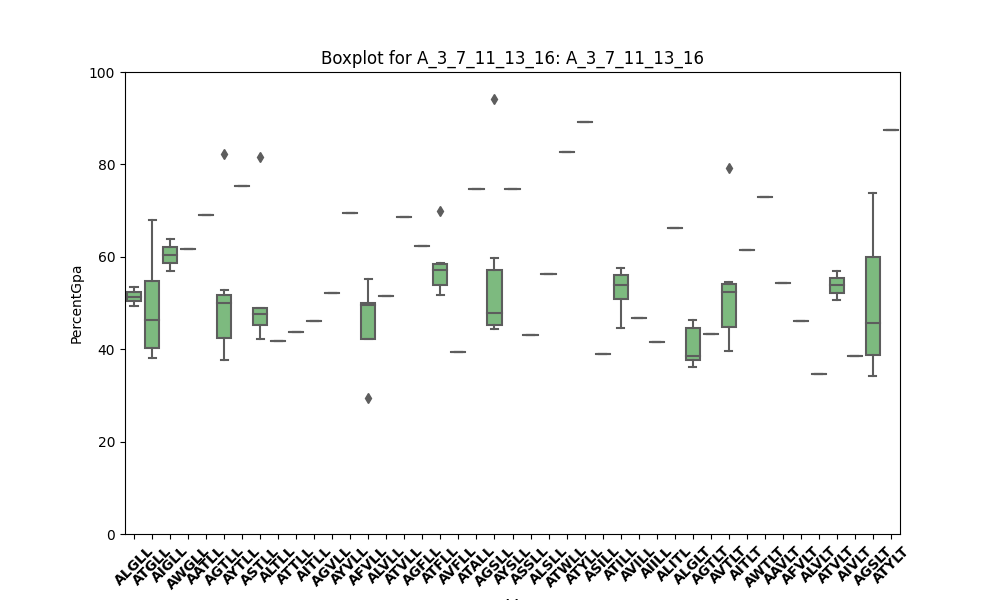 Boxplot for A_3_7_11_13_16: A_3_7_11_13_16
PercentGpa
100
80
60
40
20
0
ALGLL
ATGLL
AIGLL
AWGLL
AATLL
AGTLL
AYTLL
ASTLL
ALTLL
ATTLL
AITLL
AGVLL
AYVLL
AFVLL
ALVLL
ATVLL
AGFLL
ATFLL
AVFLL
ATALL
AGSLL
AYSLL
ASSLL
ALSLL
ATWLL
ATYLL
ASILL
ATILL
AVILL
AIILL
ALITL
ALGLT
AGTLT
AVTLT
AITLT
AWTLT
AAVLT
AFVLT
ALVLT
ATVLT
AIVLT
AGSLT
ATYLT